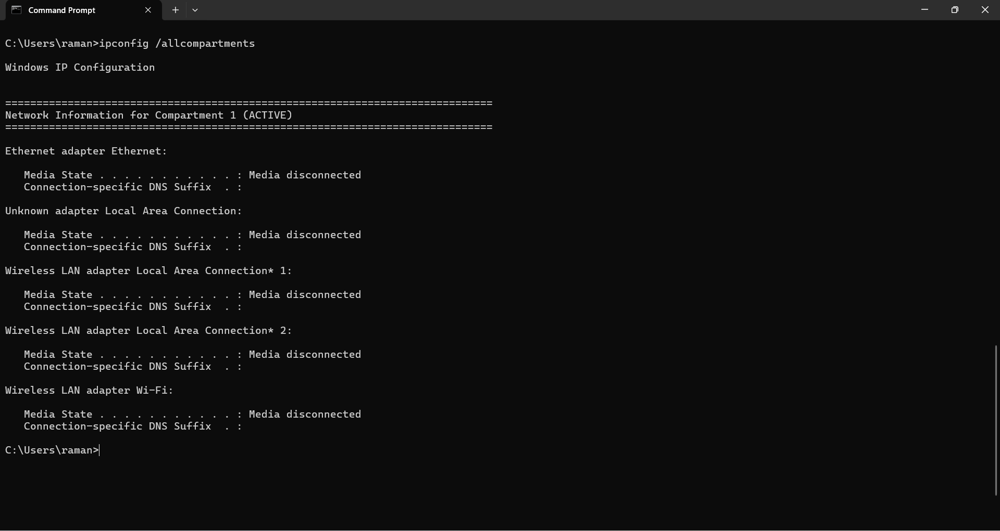 Command Prompt
C:\Users\raman>ipconfig /allcompartments
Windows IP Configuration
==============================================================================
Network Information for Compartment 1 (ACTIVE)
==============================================================================
Ethernet adapter Ethernet:
   Media State . . . . . . . . . . . : Media disconnected
   Connection-specific DNS Suffix  . :
Unknown adapter Local Area Connection:
   Media State . . . . . . . . . . . : Media disconnected
   Connection-specific DNS Suffix  . :
Wireless LAN adapter Local Area Connection* 1:
   Media State . . . . . . . . . . . : Media disconnected
   Connection-specific DNS Suffix  . :
Wireless LAN adapter Local Area Connection* 2:
   Media State . . . . . . . . . . . : Media disconnected
   Connection-specific DNS Suffix  . :
Wireless LAN adapter Wi-Fi:
   Media State . . . . . . . . . . . : Media disconnected
   Connection-specific DNS Suffix  . :
C:\Users\raman>